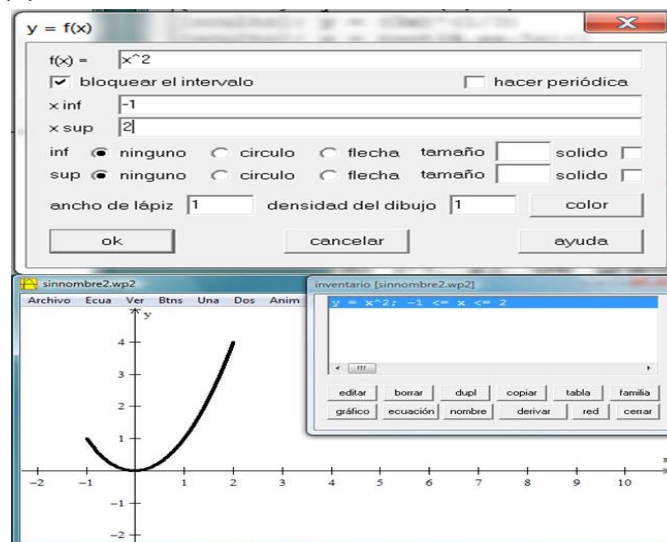 y = f(x)
f(x) = x^2
bloquear el intervalo hacer periódica
x inf -1
x sup 2
inf ninguno circulo flecha tamaño solido
sup ninguno circulo flecha tamaño solido
ancho de lápiz 1 densidad del dibujo 1 color
ok cancelar ayuda
sinnombre2.wp2
Archivo Ecua Ver Btns Una Dos Anim
inventario [sinnombre2.wp2]
y = x^2; -1 <= x <= 2
editar borrar dupl copiar tabla familia
gráfico ecuación nombre derivar red cerrar
y
4
3
2
1
x
-2 -1 1 2 3 4 5 6 7 8 9 10
-1
-2